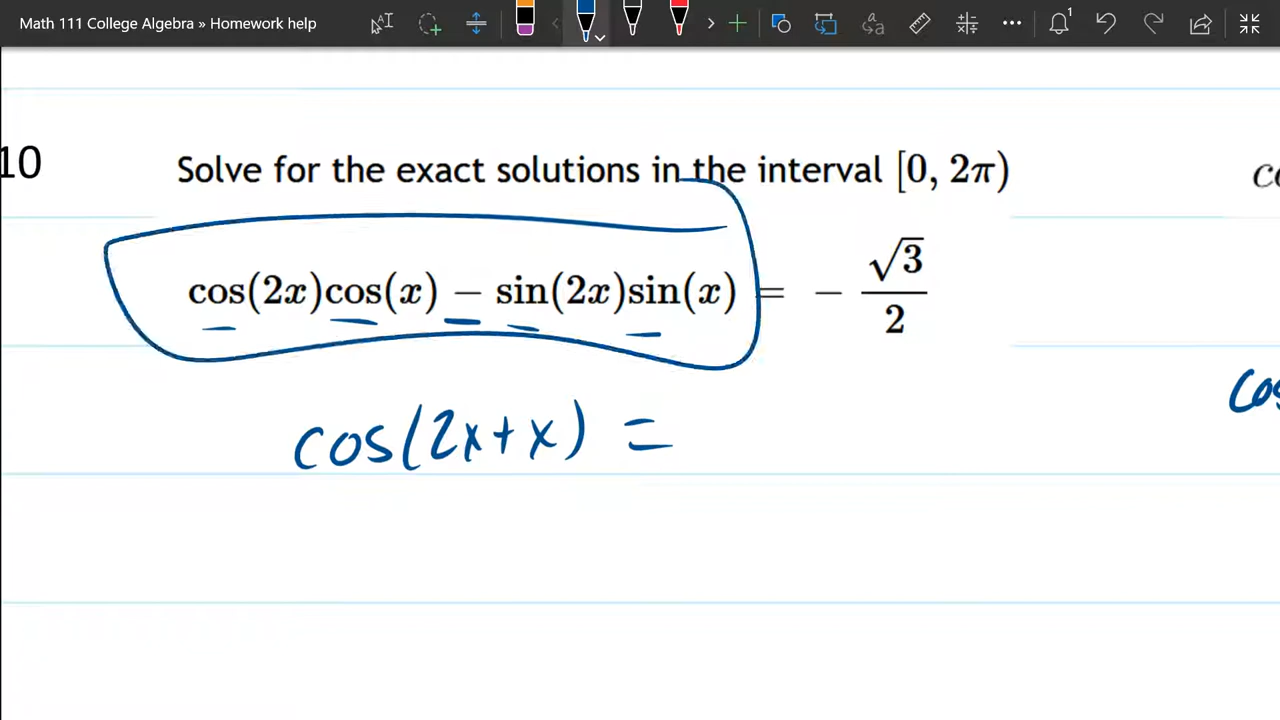 Math 111 College Algebra » Homework help
1
10 Solve for the exact solutions in the interval [0, 2π)
cos(2x)cos(x) − sin(2x)sin(x) = − √3/2
cos(2x+x) =